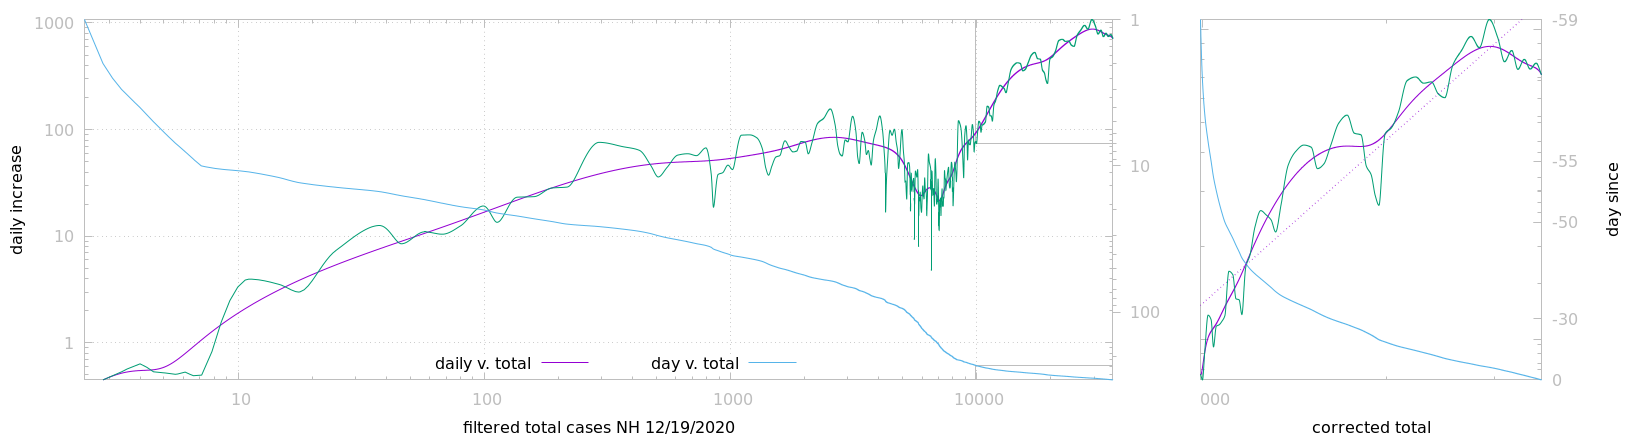 1000
100
10
1
daily increase
10
100
1000
10000
filtered total cases NH 12/19/2020
daily v. total
day v. total
1
10
100
000
corrected total
-59
-55
-50
-30
0
day since